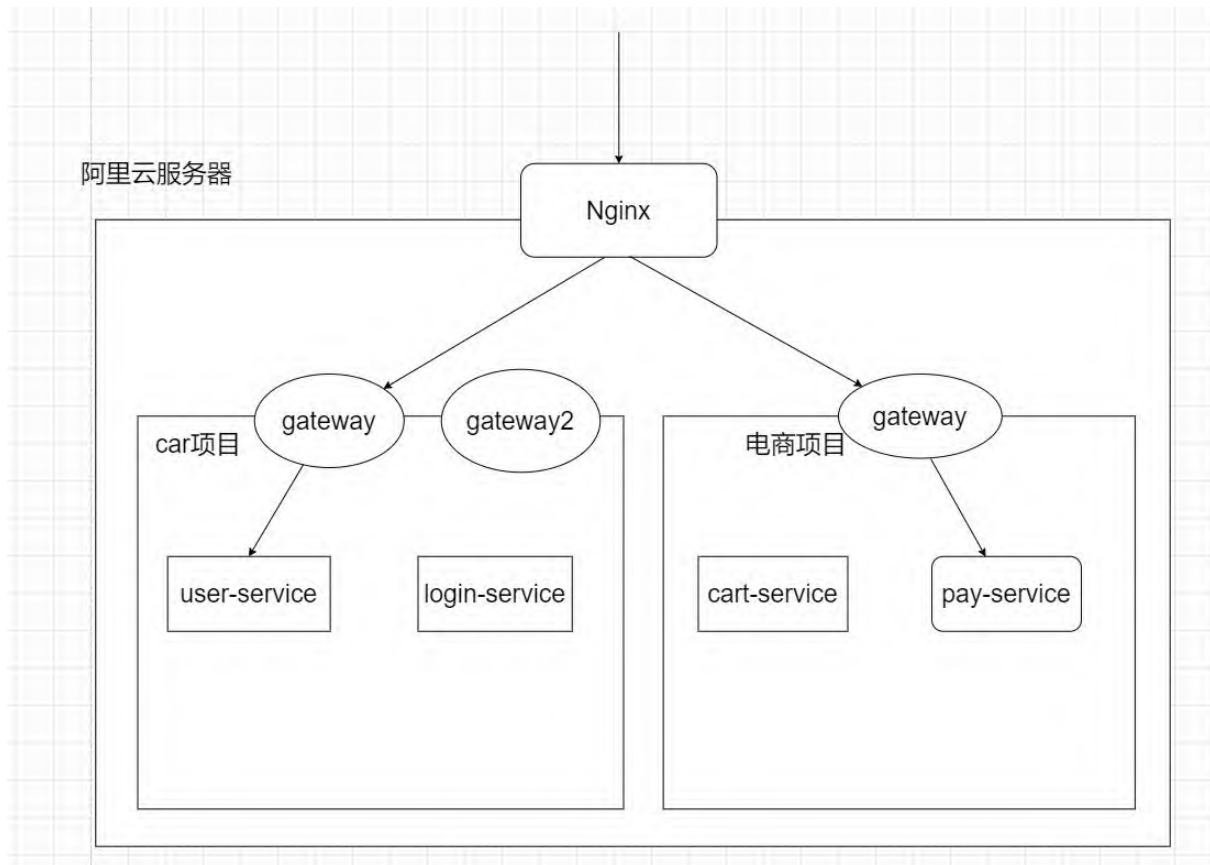 阿里云服务器
Nginx
gateway
gateway2
gateway
car项目
电商项目
user-service
login-service
cart-service
pay-service